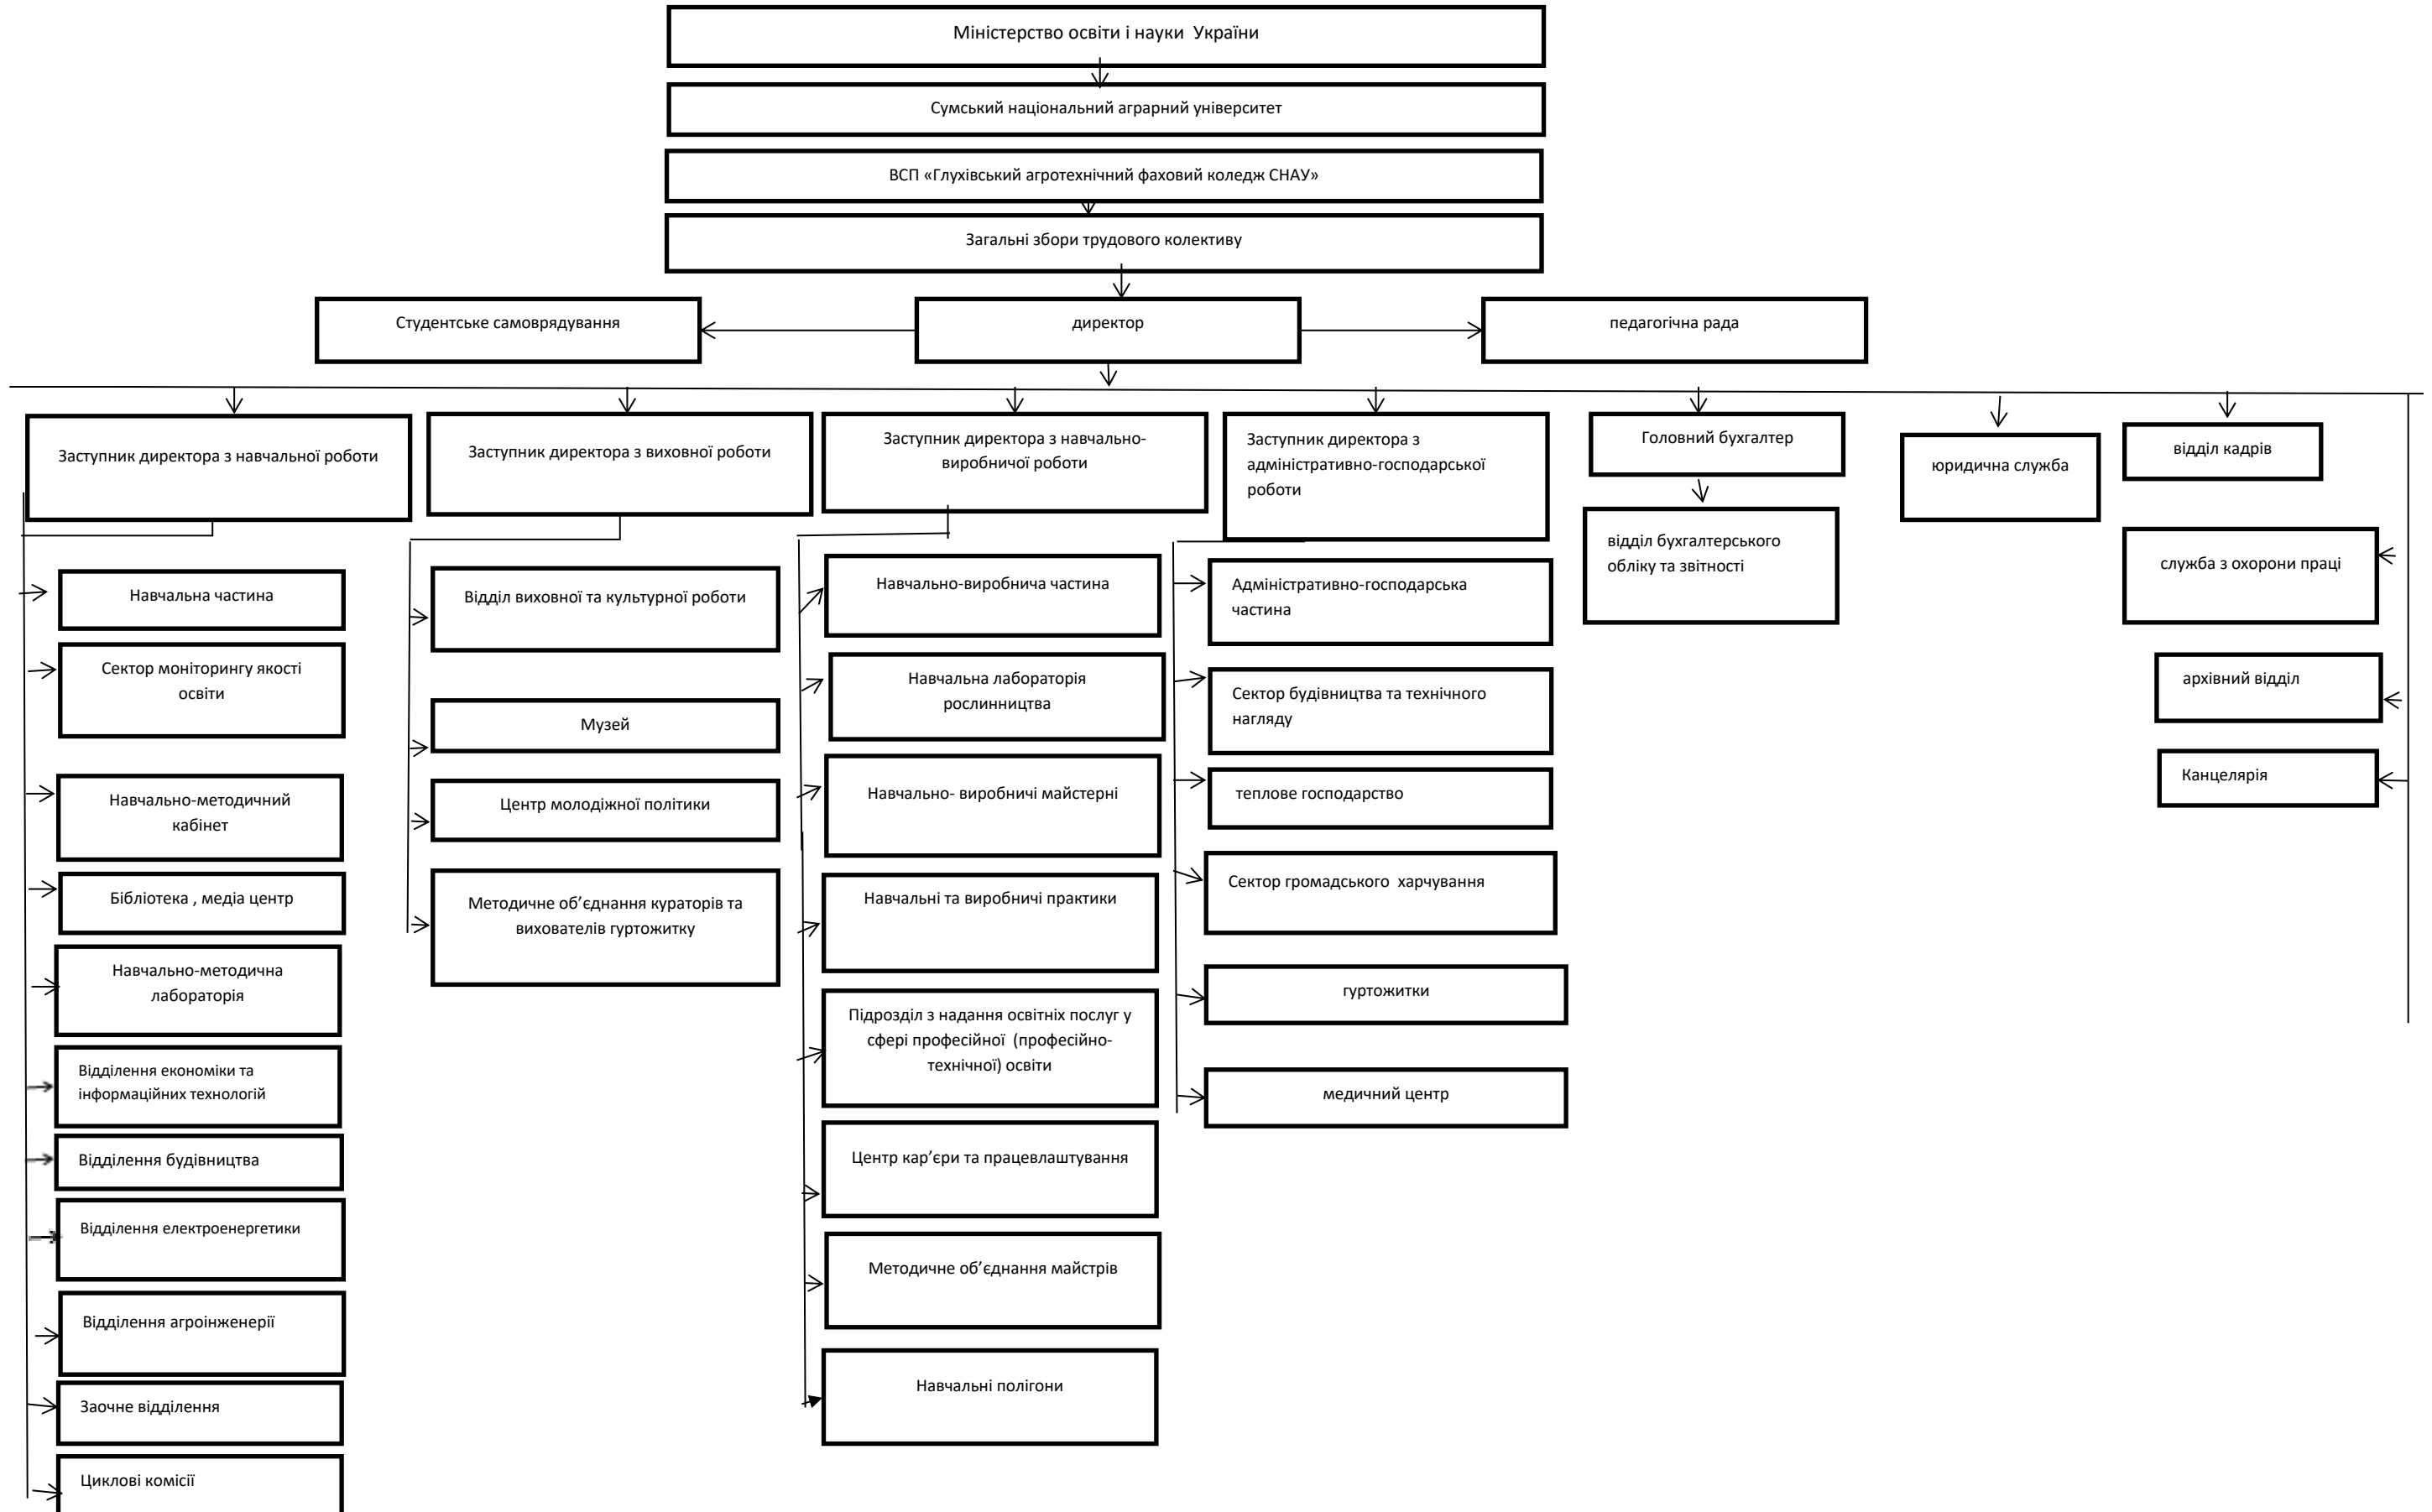 Міністерство освіти і науки  України
Сумський національний аграрний університет
ВСП «Глухівський агротехнічний фаховий коледж СНАУ»
Загальні збори трудового колективу
Студентське самоврядування
директор
педагогічна рада
Заступник директора з навчальної роботи
Заступник директора з виховної роботи
Заступник директора з навчально-
виробничої роботи
Заступник директора з
адміністративно-господарської
роботи
Головний бухгалтер
юридична служба
відділ кадрів
Навчальна частина
Сектор моніторингу якості
освіти
Навчально-методичний
кабінет
Бібліотека , медіа центр
Навчально-методична
лабораторія
Відділення економіки та
інформаційних технологій
Відділення будівництва
Відділення електроенергетики
Відділення агроінженерії
Заочне відділення
Циклові комісії
Відділ виховної та культурної роботи
Музей
Центр молодіжної політики
Методичне об’єднання кураторів та
вихователів гуртожитку
Навчально-виробнича частина
Навчальна лабораторія
рослинництва
Навчально- виробничі майстерні
Навчальні та виробничі практики
Підрозділ з надання освітніх послуг у
сфері професійної  (професійно-
технічної) освіти
Центр кар’єри та працевлаштування
Методичне об’єднання майстрів
Навчальні полігони
Адміністративно-господарська
частина
Сектор будівництва та технічного
нагляду
теплове господарство
Сектор громадського  харчування
гуртожитки
медичний центр
відділ бухгалтерського
обліку та звітності
служба з охорони праці
архівний відділ
Канцелярія